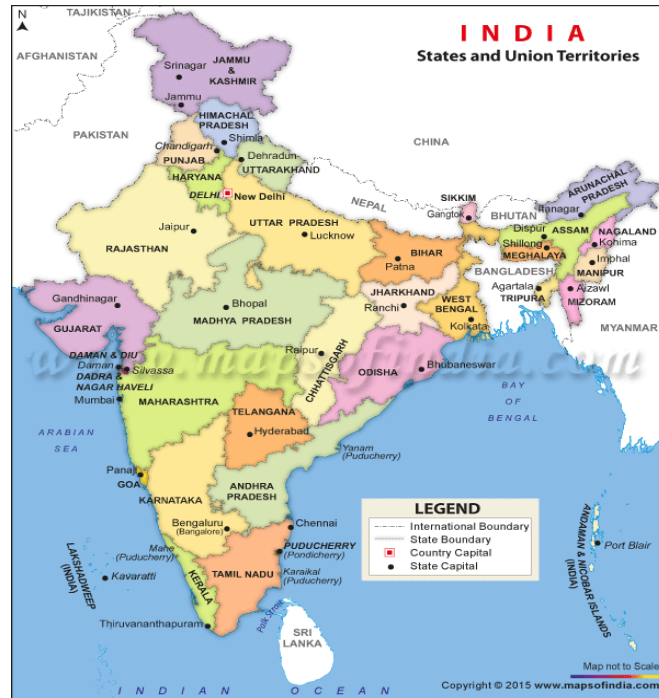 TAJIKISTAN
N
AFGHANISTAN
INDIA
States and Union Territories
Srinagar
JAMMU
&
KASHMIR
Jammu
HIMACHAL
PRADESH
PAKISTAN
Shimla
CHINA
Chandigarh
PUNJAB
Dehradun
UTTARAKHAND
HARYANA
DELHI
New Delhi
NEPAL
SIKKIM
Gangtok
BHUTAN
ARUNACHAL
PRADESH
Itanagar
Jaipur
RAJASTHAN
UTTAR PRADESH
Lucknow
BIHAR
Patna
Dispur
ASSAM
NAGALAND
Shillong
Kohima
MEGHALAYA
Imphal
MANIPUR
BANGLADESH
Agartala
Aizawl
TRIPURA
MIZORAM
Gandhinagar
GUJARAT
Bhopal
MADHYA PRADESH
JHARKHAND
Ranchi
WEST
BENGAL
Kolkata
MYANMAR
www.mapsofindia.com
DAMAN & DIU
Daman
Silvassa
DADRA &
NAGAR HAVELI
Mumbai
Raipur
CHHATTISGARH
ODISHA
Bhubaneswar
MAHARASHTRA
BAY
OF
BENGAL
ARABIAN
SEA
TELANGANA
Hyderabad
Yanam
(Puducherry)
Panaji
GOA
KARNATAKA
ANDHRA
PRADESH
Bengaluru
(Bangalore)
Chennai
LEGEND
International Boundary
State Boundary
Country Capital
State Capital
Mahe
(Puducherry)
PUDUCHERRY
(Pondicherry)
Karaikal
(Puducherry)
LAKSHADWEEP
(INDIA)
Kavaratti
KERALA
TAMIL NADU
Thiruvananthapuram
Palk Strait
SRI
LANKA
ANDAMAN & NICOBAR ISLANDS
(INDIA)
Port Blair
INDIAN OCEAN
Map not to Scale
Copyright © 2015 www.mapsofindia.com